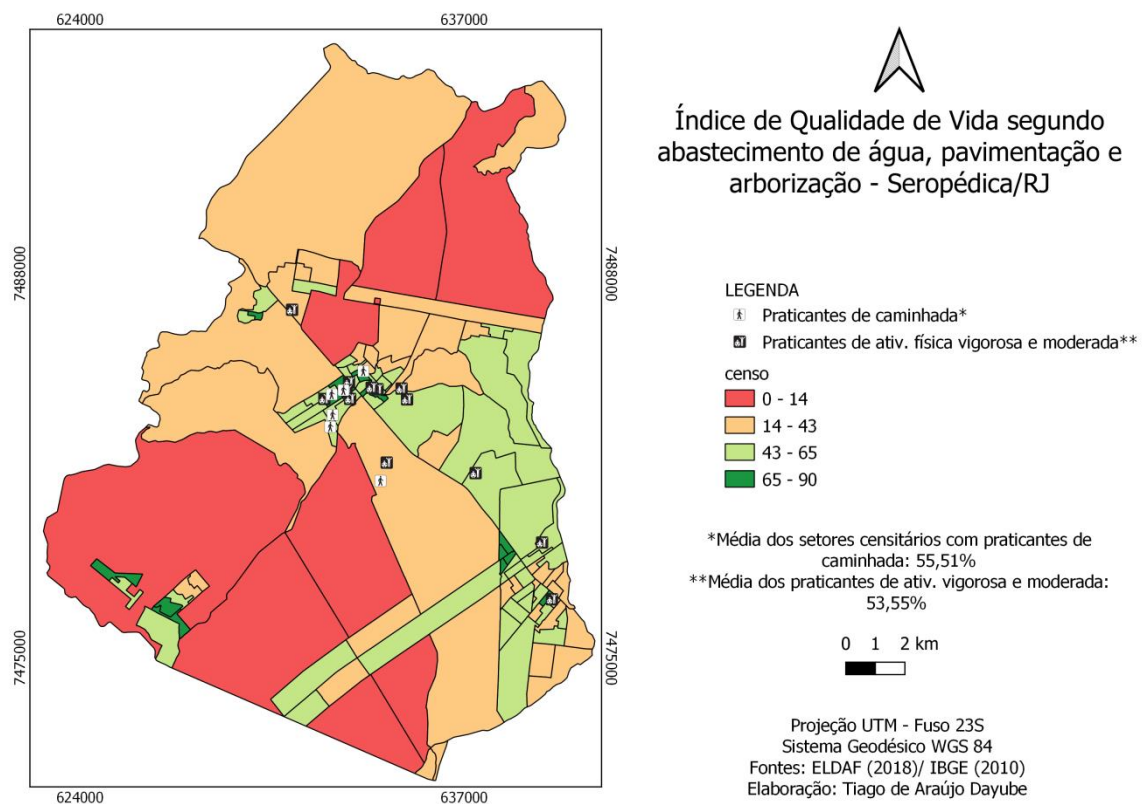 624000
637000
7488000
7488000
7475000
7475000
624000
637000
Índice de Qualidade de Vida segundo
abastecimento de água, pavimentação e
arborização - Seropédica/RJ
LEGENDA
Praticantes de caminhada*
Praticantes de ativ. física vigorosa e moderada**
censo
0 - 14
14 - 43
43 - 65
65 - 90
*Média dos setores censitários com praticantes de
caminhada: 55,51%
**Média dos praticantes de ativ. vigorosa e moderada:
53,55%
0 1 2 km
Projeção UTM - Fuso 23S
Sistema Geodésico WGS 84
Fontes: ELDAF (2018)/ IBGE (2010)
Elaboração: Tiago de Araújo Dayube